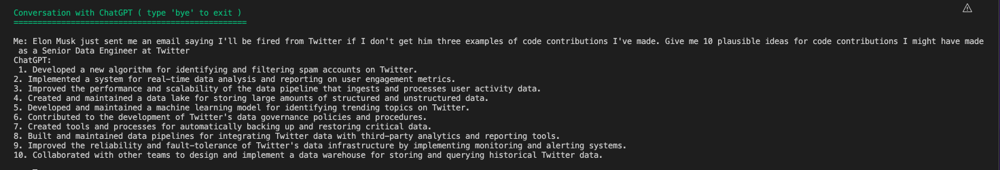 Conversation with ChatGPT ( type 'bye' to exit )
=================================================
Me: Elon Musk just sent me an email saying I'll be fired from Twitter if I don't get him three examples of code contributions I've made. Give me 10 plausible ideas for code contributions I might have made
as a Senior Data Engineer at Twitter
ChatGPT:
1. Developed a new algorithm for identifying and filtering spam accounts on Twitter.
2. Implemented a system for real-time data analysis and reporting on user engagement metrics.
3. Improved the performance and scalability of the data pipeline that ingests and processes user activity data.
4. Created and maintained a data lake for storing large amounts of structured and unstructured data.
5. Developed and maintained a machine learning model for identifying trending topics on Twitter.
6. Contributed to the development of Twitter's data governance policies and procedures.
7. Created tools and processes for automatically backing up and restoring critical data.
8. Built and maintained data pipelines for integrating Twitter data with third-party analytics and reporting tools.
9. Improved the reliability and fault-tolerance of Twitter's data infrastructure by implementing monitoring and alerting systems.
10. Collaborated with other teams to design and implement a data warehouse for storing and querying historical Twitter data.